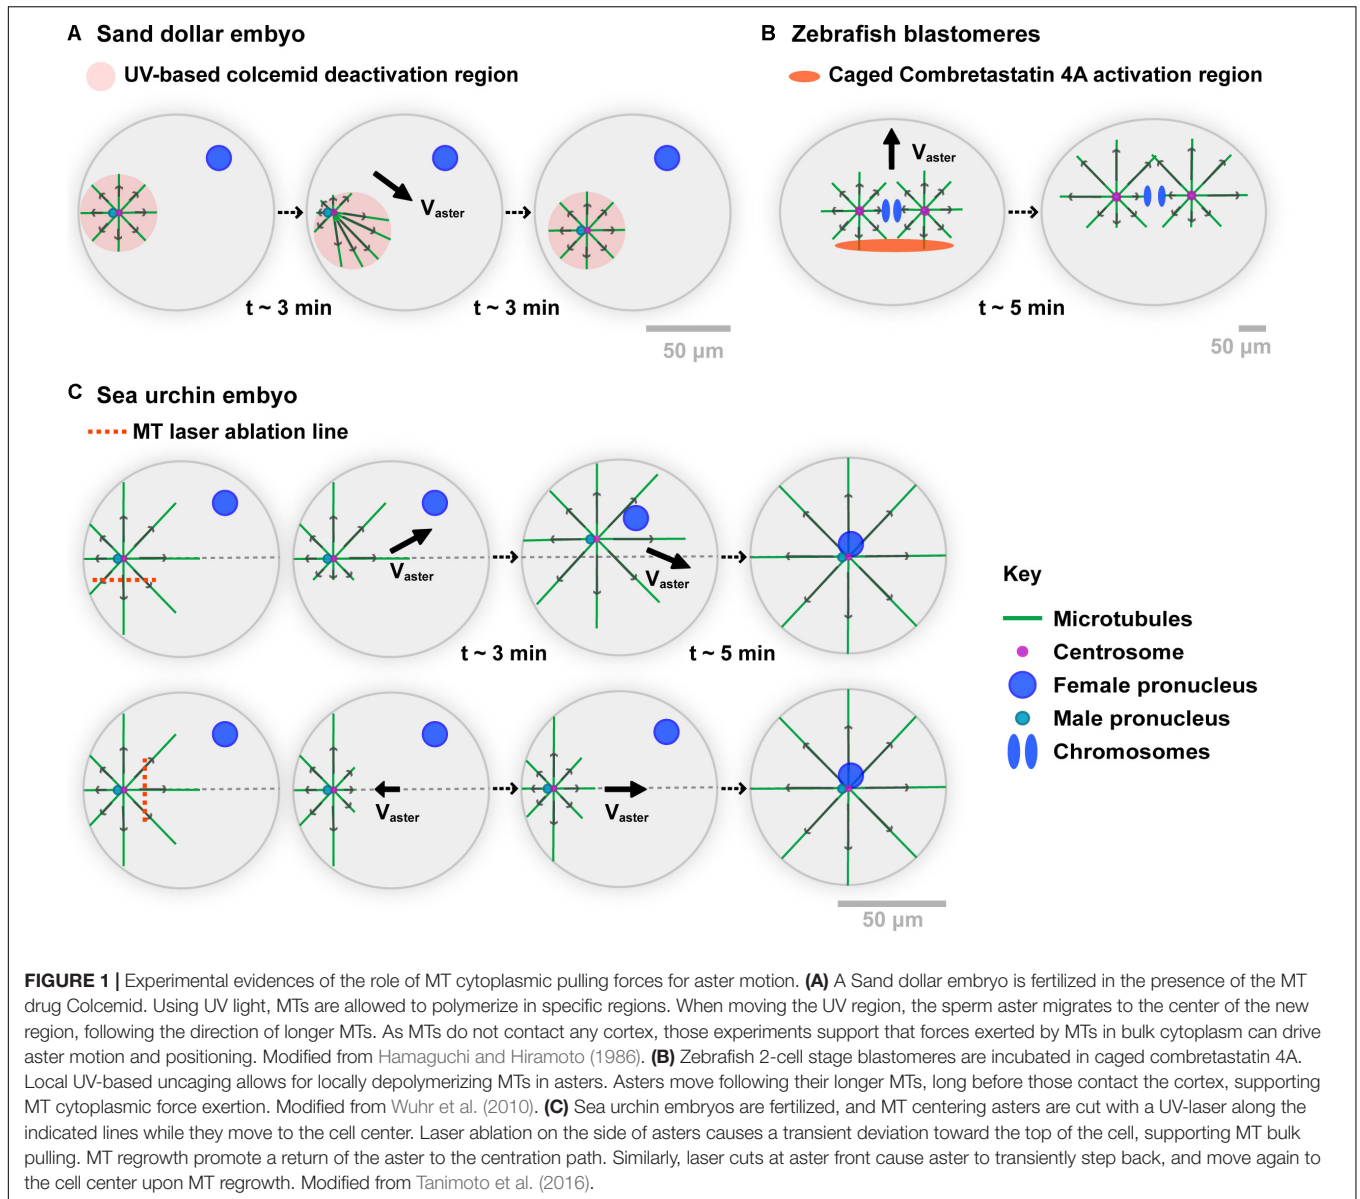 A Sand dollar embyo
UV-based colcemid deactivation region
Vaster
t ~ 3 min
t ~ 3 min
50 µm
B Zebrafish blastomeres
Caged Combretastatin 4A activation region
Vaster
t ~ 5 min
50 µm
C Sea urchin embyo
MT laser ablation line
Vaster
Vaster
t ~ 3 min
t ~ 5 min
Vaster
Vaster
50 µm
Key
Microtubules
Centrosome
Female pronucleus
Male pronucleus
Chromosomes
FIGURE 1 | Experimental evidences of the role of MT cytoplasmic pulling forces for aster motion. (A) A Sand dollar embryo is fertilized in the presence of the MT
drug Colcemid. Using UV light, MTs are allowed to polymerize in specific regions. When moving the UV region, the sperm aster migrates to the center of the new
region, following the direction of longer MTs. As MTs do not contact any cortex, those experiments support that forces exerted by MTs in bulk cytoplasm can drive
aster motion and positioning. Modified from Hamaguchi and Hiramoto (1986). (B) Zebrafish 2-cell stage blastomeres are incubated in caged combretastatin 4A.
Local UV-based uncaging allows for locally depolymerizing MTs in asters. Asters move following their longer MTs, long before those contact the cortex, supporting
MT cytoplasmic force exertion. Modified from Wuhr et al. (2010). (C) Sea urchin embryos are fertilized, and MT centering asters are cut with a UV-laser along the
indicated lines while they move to the cell center. Laser ablation on the side of asters causes a transient deviation toward the top of the cell, supporting MT bulk
pulling. MT regrowth promote a return of the aster to the centration path. Similarly, laser cuts at aster front cause aster to transiently step back, and move again to
the cell center upon MT regrowth. Modified from Tanimoto et al. (2016).